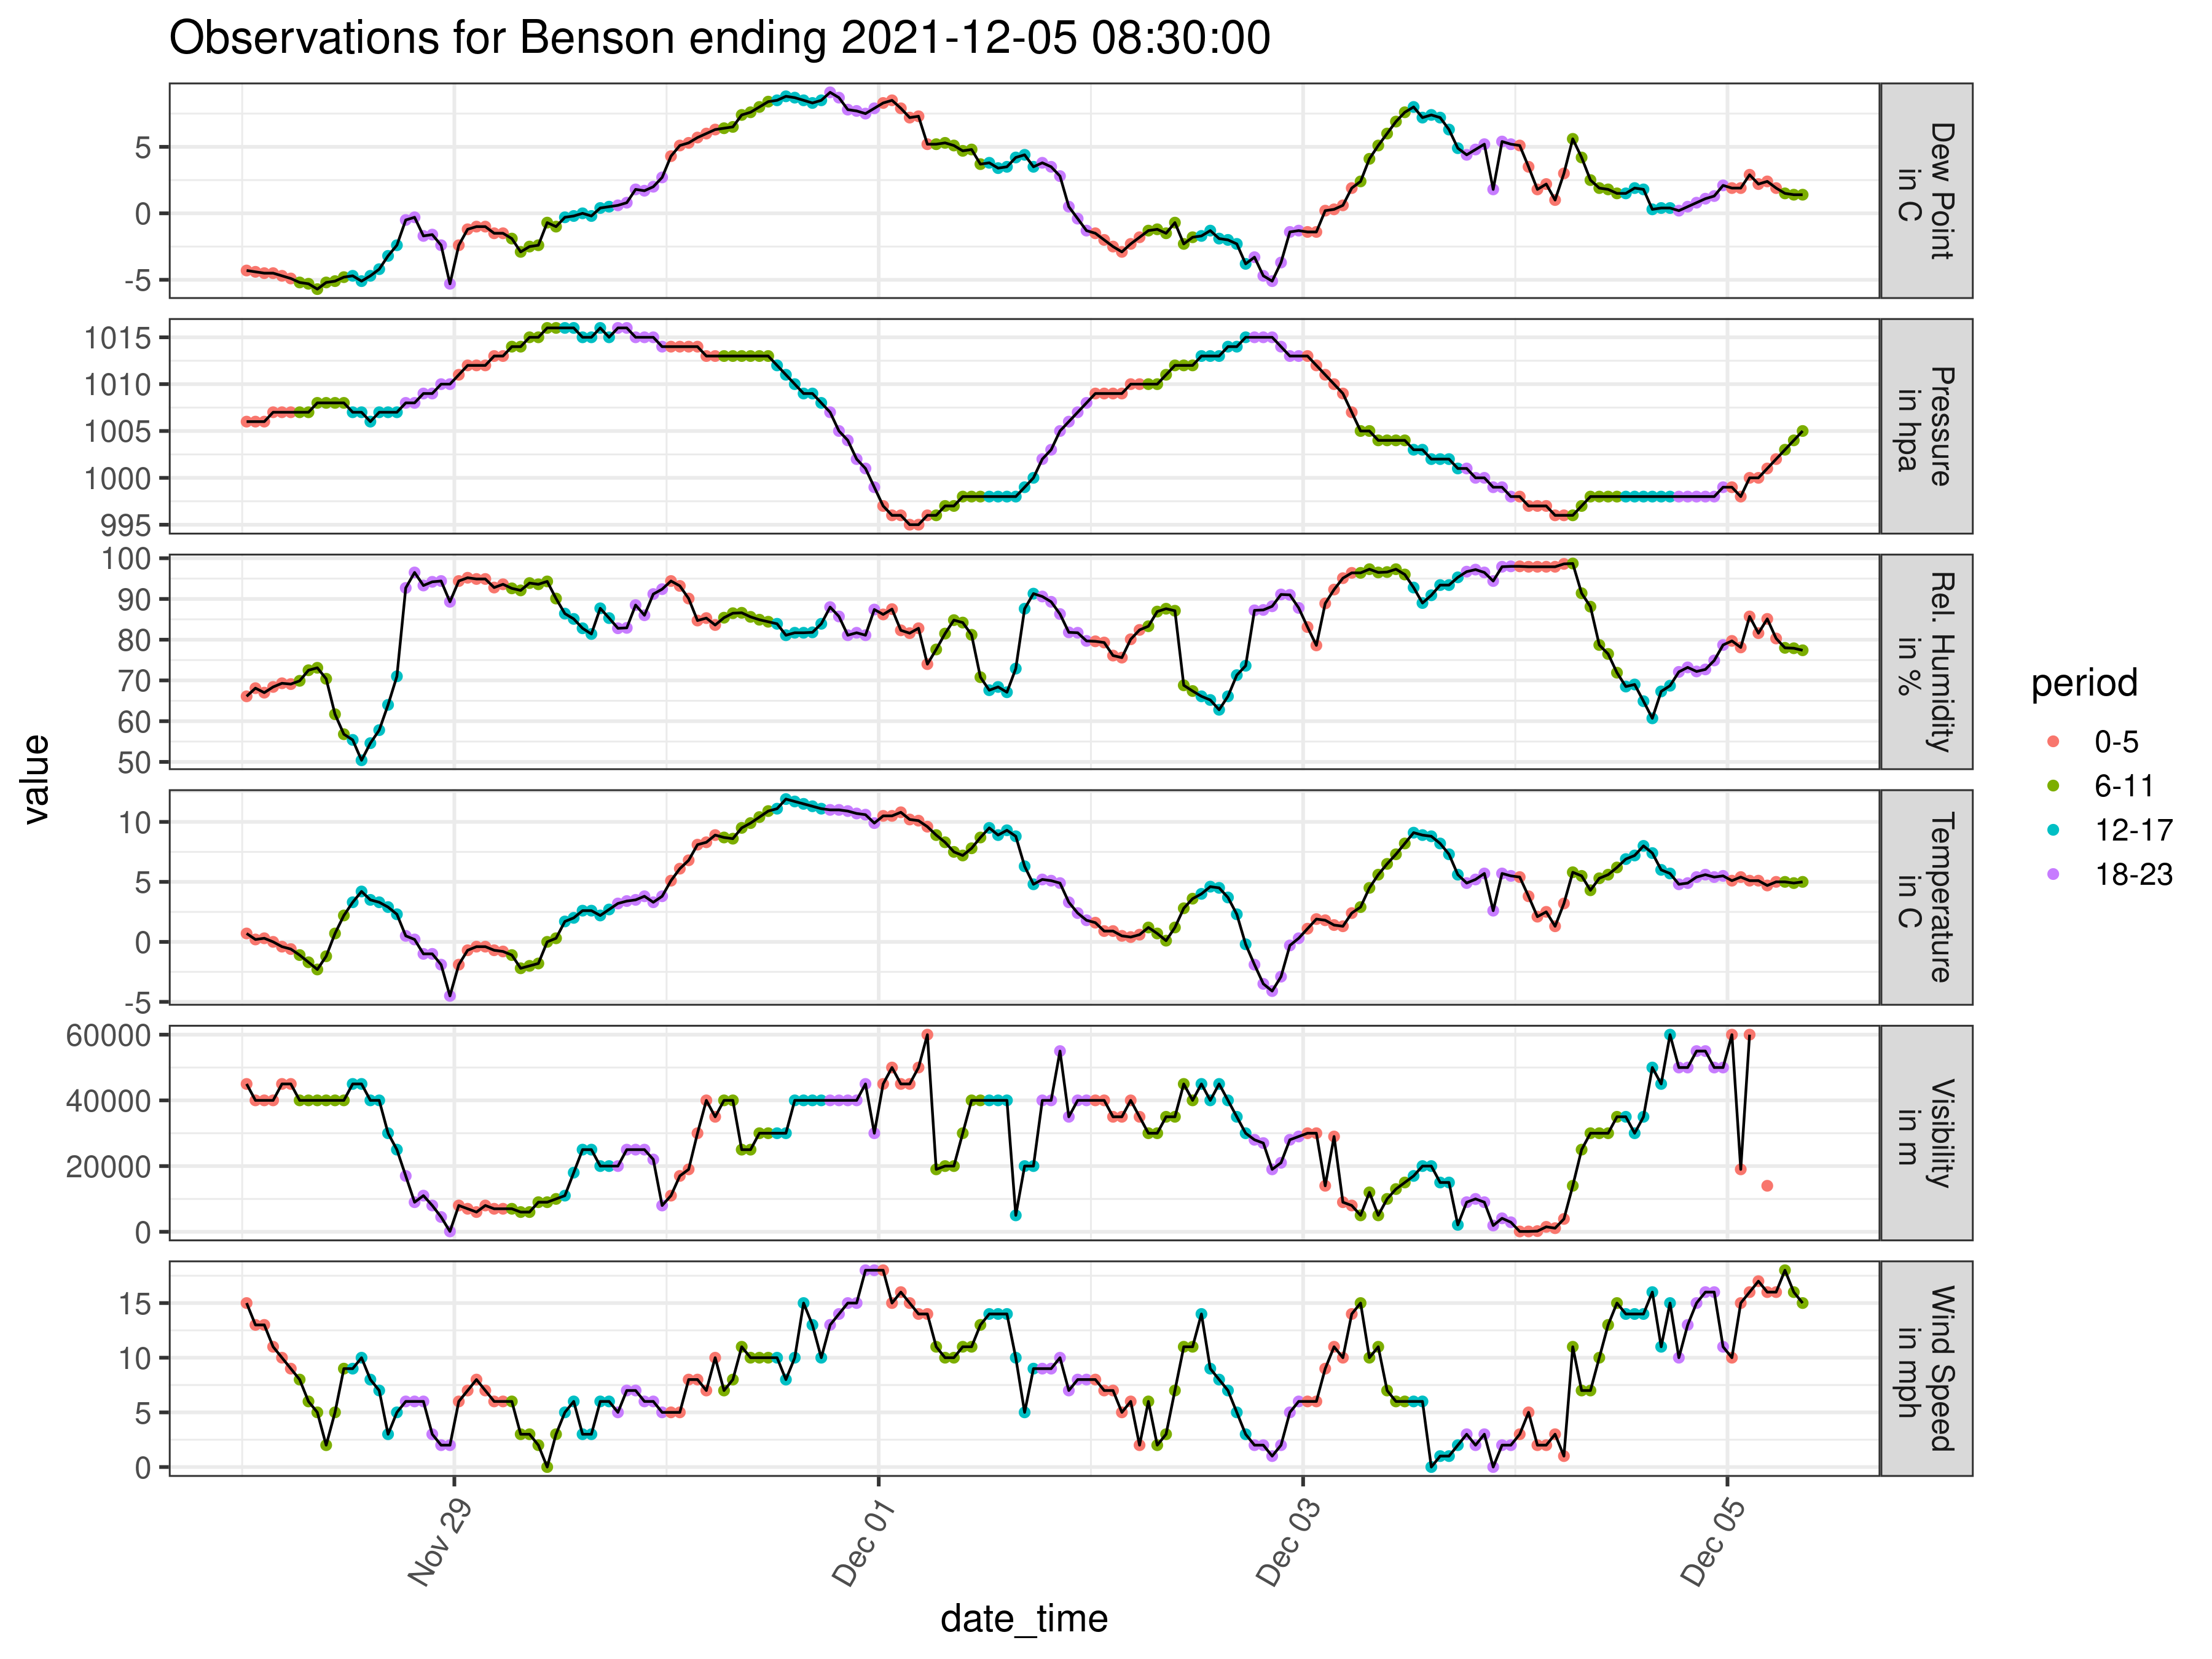 Observations for Benson ending 2021-12-05 08:30:00
value
5
0
-5
Dew Point
in C
1015
1010
1005
1000
995
Pressure
in hpa
100
90
80
70
60
50
Rel. Humidity
in %
10
5
0
-5
Temperature
in C
60000
40000
20000
0
Visibility
in m
15
10
5
0
Wind Speed
in mph
Nov 29
Dec 01
Dec 03
Dec 05
date_time
period
0-5
6-11
12-17
18-23